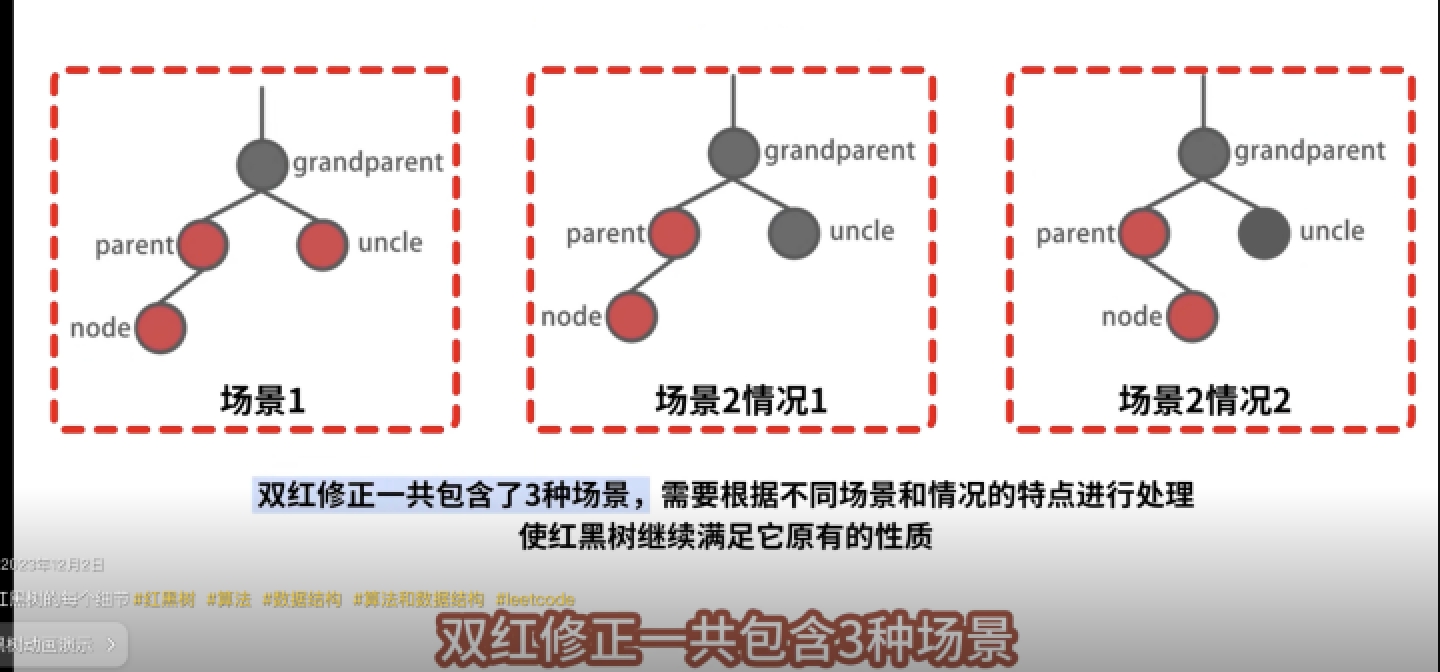 grandparent
parent
uncle
node
场景1
grandparent
parent
uncle
node
场景2情况1
grandparent
parent
uncle
node
场景2情况2
双红修正一共包含了3种场景，需要根据不同场景和情况的特点进行处理
使红黑树继续满足它原有的性质
2023年12月2日
红黑树的每个细节 #红黑树 #算法 #数据结构 #算法和数据结构 #leetcode
黑树动画演示 >
双红修正一共包含3种场景